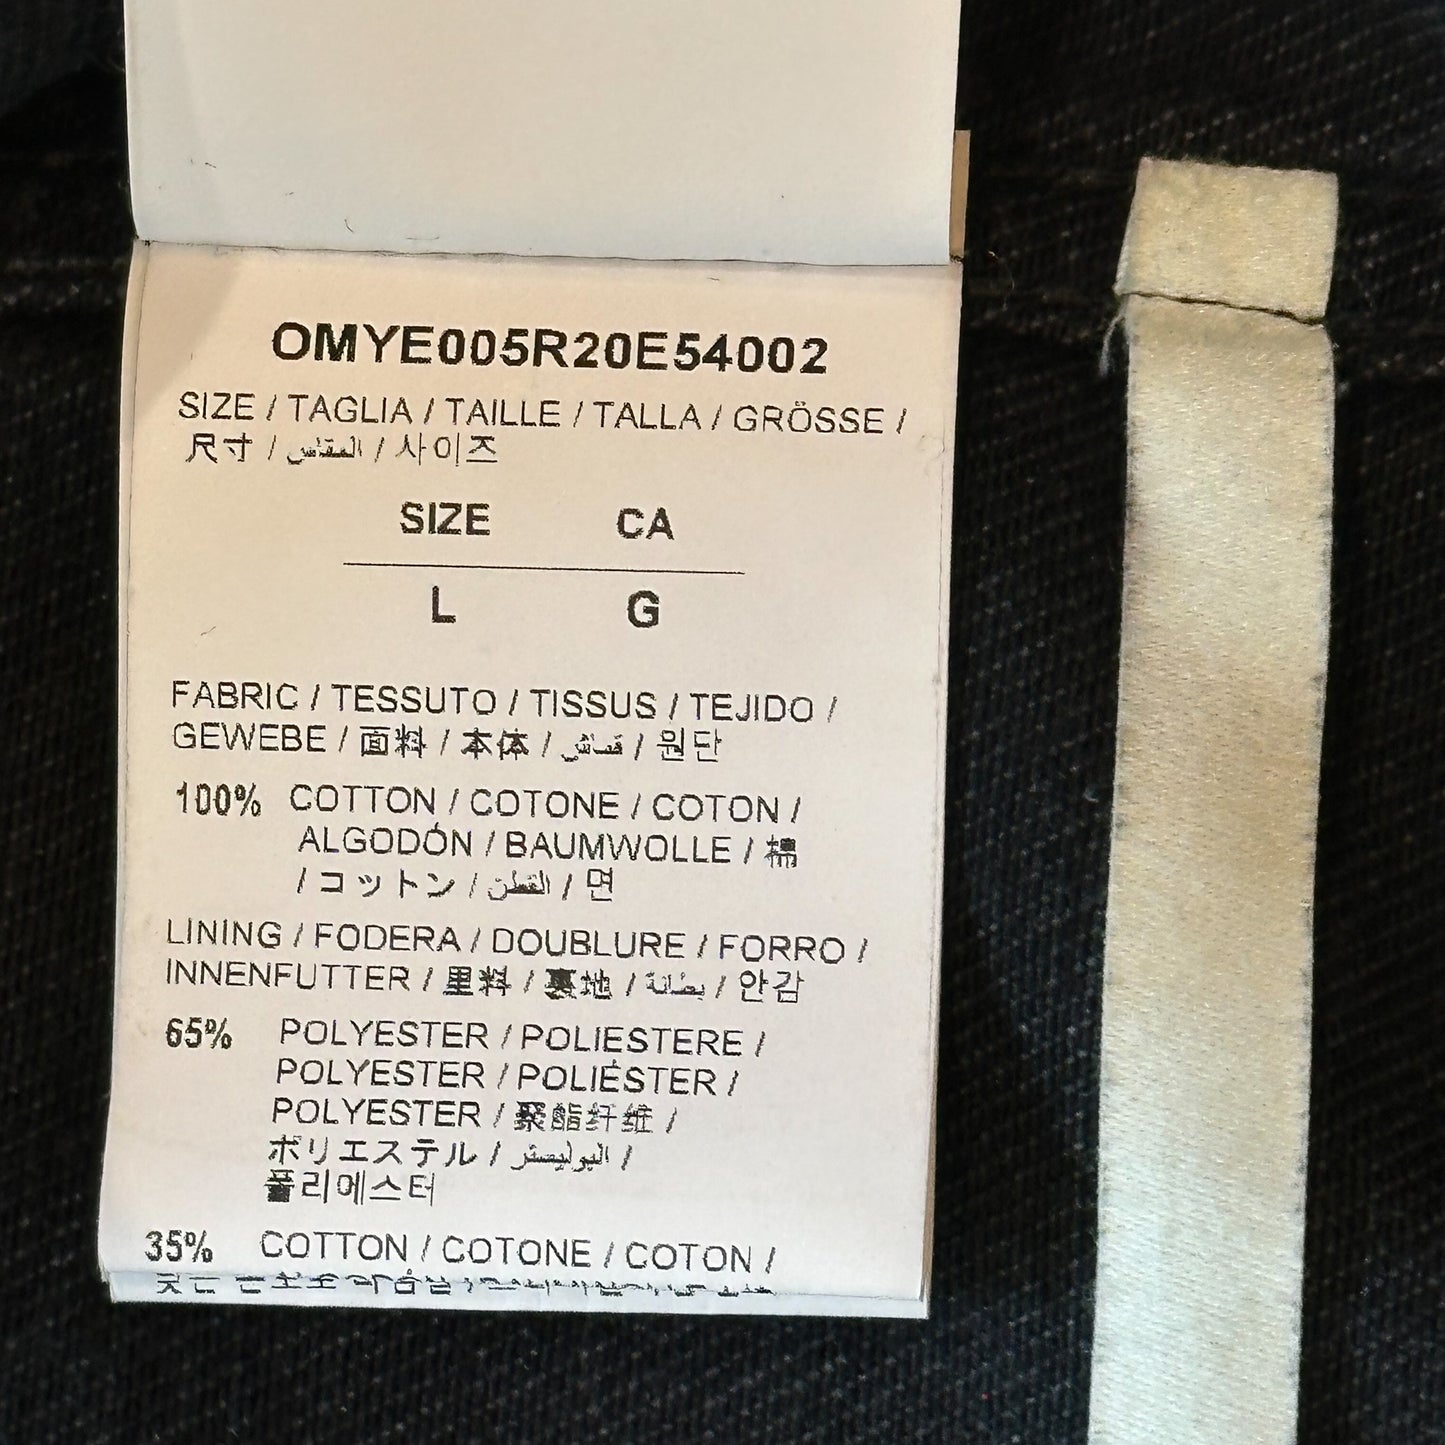 OMYE005R20E54002
SIZE / TAGLIA / TAILLE / TALLA / GRÖSSE /
尺寸 / المقاس / 사이즈
SIZE CA
L G
FABRIC / TESSUTO / TISSUS / TEJIDO /
GEWEBE / 面料 / 本体 / قماش / 원단
100% COTTON / COTONE / COTON /
ALGODÓN / BAUMWOLLE / 棉
/ コットン / القطن / 면
LINING / FODERA / DOUBLURE / FORRO /
INNENFUTTER / 里料 / 裏地 / بطانة / 안감
65% POLYESTER / POLIESTERE /
POLYESTER / POLIÉSTER /
POLYESTER / 聚酯纤维 /
ポリエステル / البوليستر /
폴리에스터
35% COTTON / COTONE / COTON /